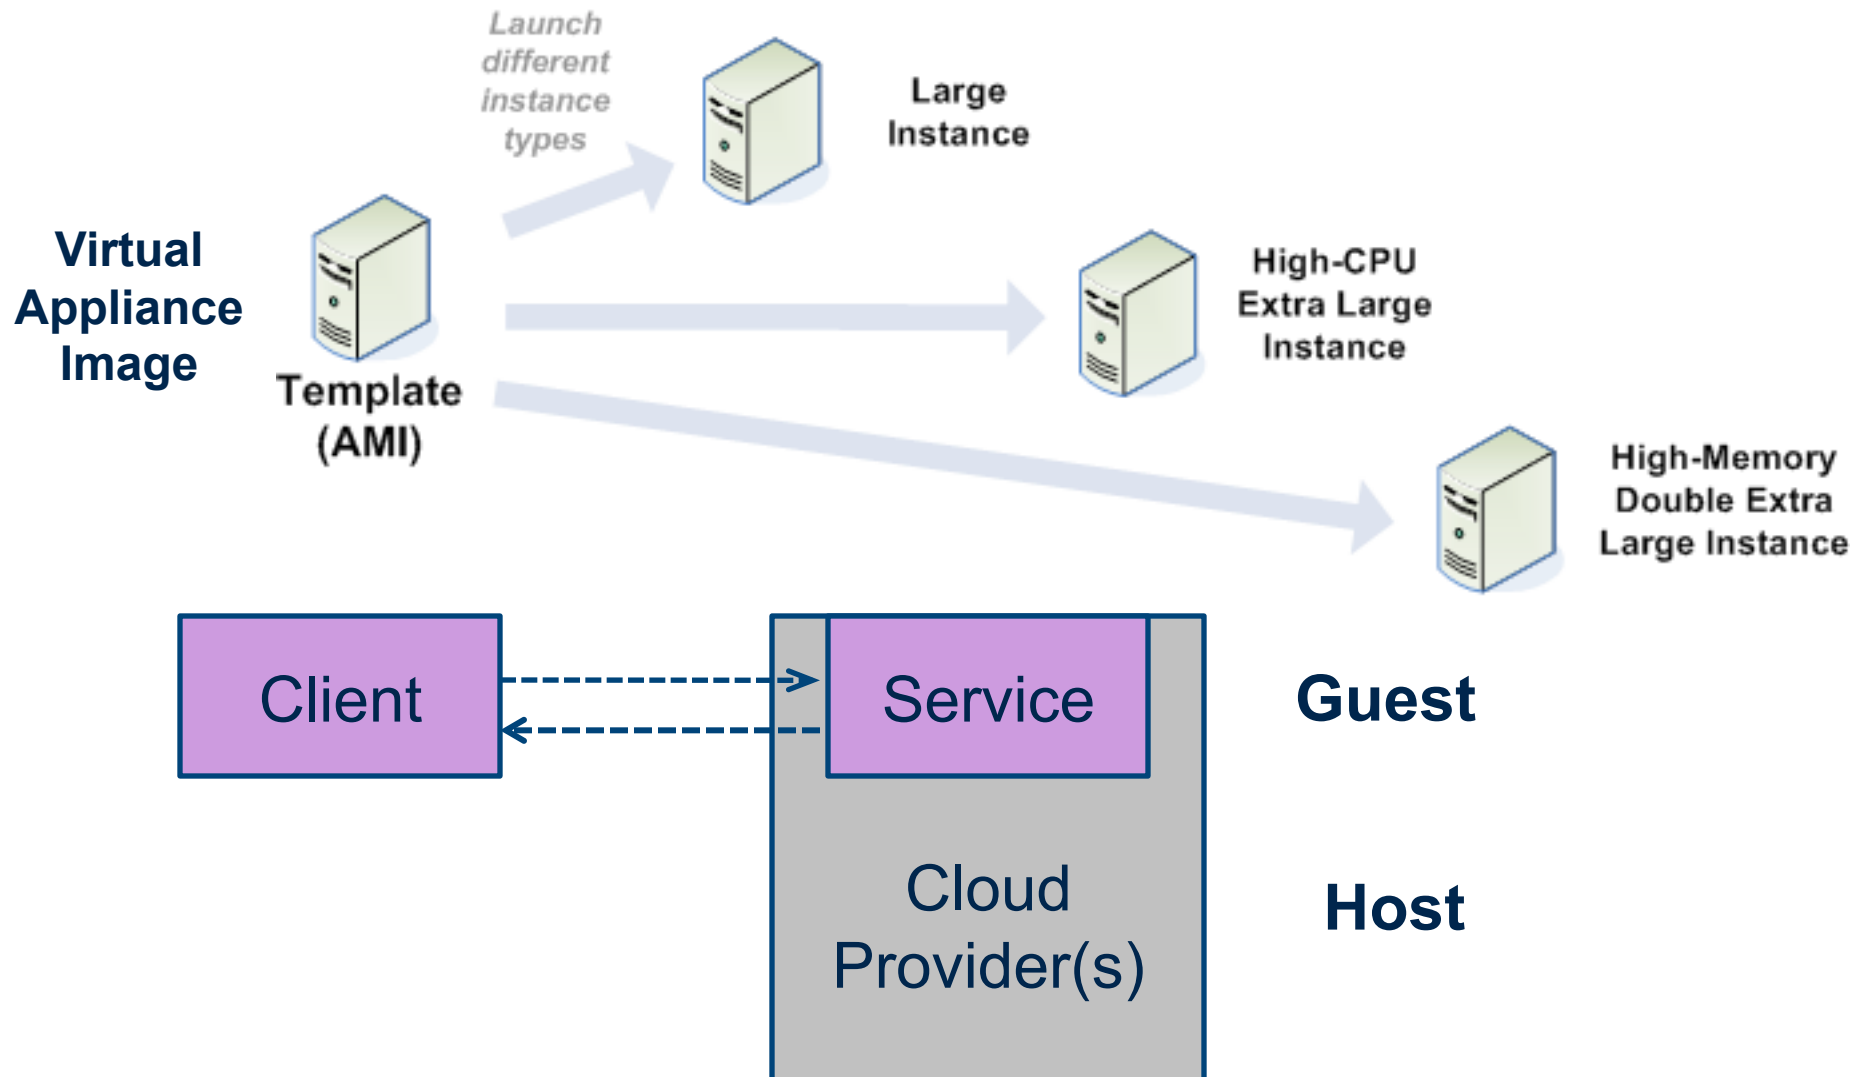 Launch
different
instance
types
Large
Instance
Virtual
Appliance
Image
Template
(AMI)
High-CPU
Extra Large
Instance
High-Memory
Double Extra
Large Instance
Client
Service
Guest
Cloud
Provider(s)
Host